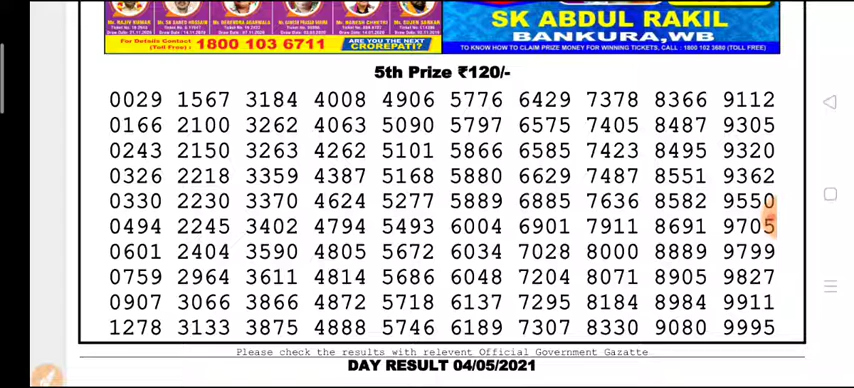 SK ABDUL RAKIL
BANKURA,WB
TO KNOW HOW TO CLAIM PRIZE MONEY FOR WINNING TICKETS, CALL : 1800 102 3680 (TOLL FREE)
For Details Contact
(Toll Free) : 1800 103 6711
ARE YOU THE NEXT
CROREPATI?
5th Prize ₹120/-
0029 1567 3184 4008 4906 5776 6429 7378 8366 9112
0166 2100 3262 4063 5090 5797 6575 7405 8487 9305
0243 2150 3263 4262 5101 5866 6585 7423 8495 9320
0326 2218 3359 4387 5168 5880 6629 7487 8551 9362
0330 2230 3370 4624 5277 5889 6885 7636 8582 9550
0494 2245 3402 4794 5493 6004 6901 7911 8691 9705
0601 2404 3590 4805 5672 6034 7028 8000 8889 9799
0759 2964 3611 4814 5686 6048 7204 8071 8905 9827
0907 3066 3866 4872 5718 6137 7295 8184 8984 9911
1278 3133 3875 4888 5746 6189 7307 8330 9080 9995
Please check the results with relevent Official Government Gazatte
DAY RESULT 04/05/2021